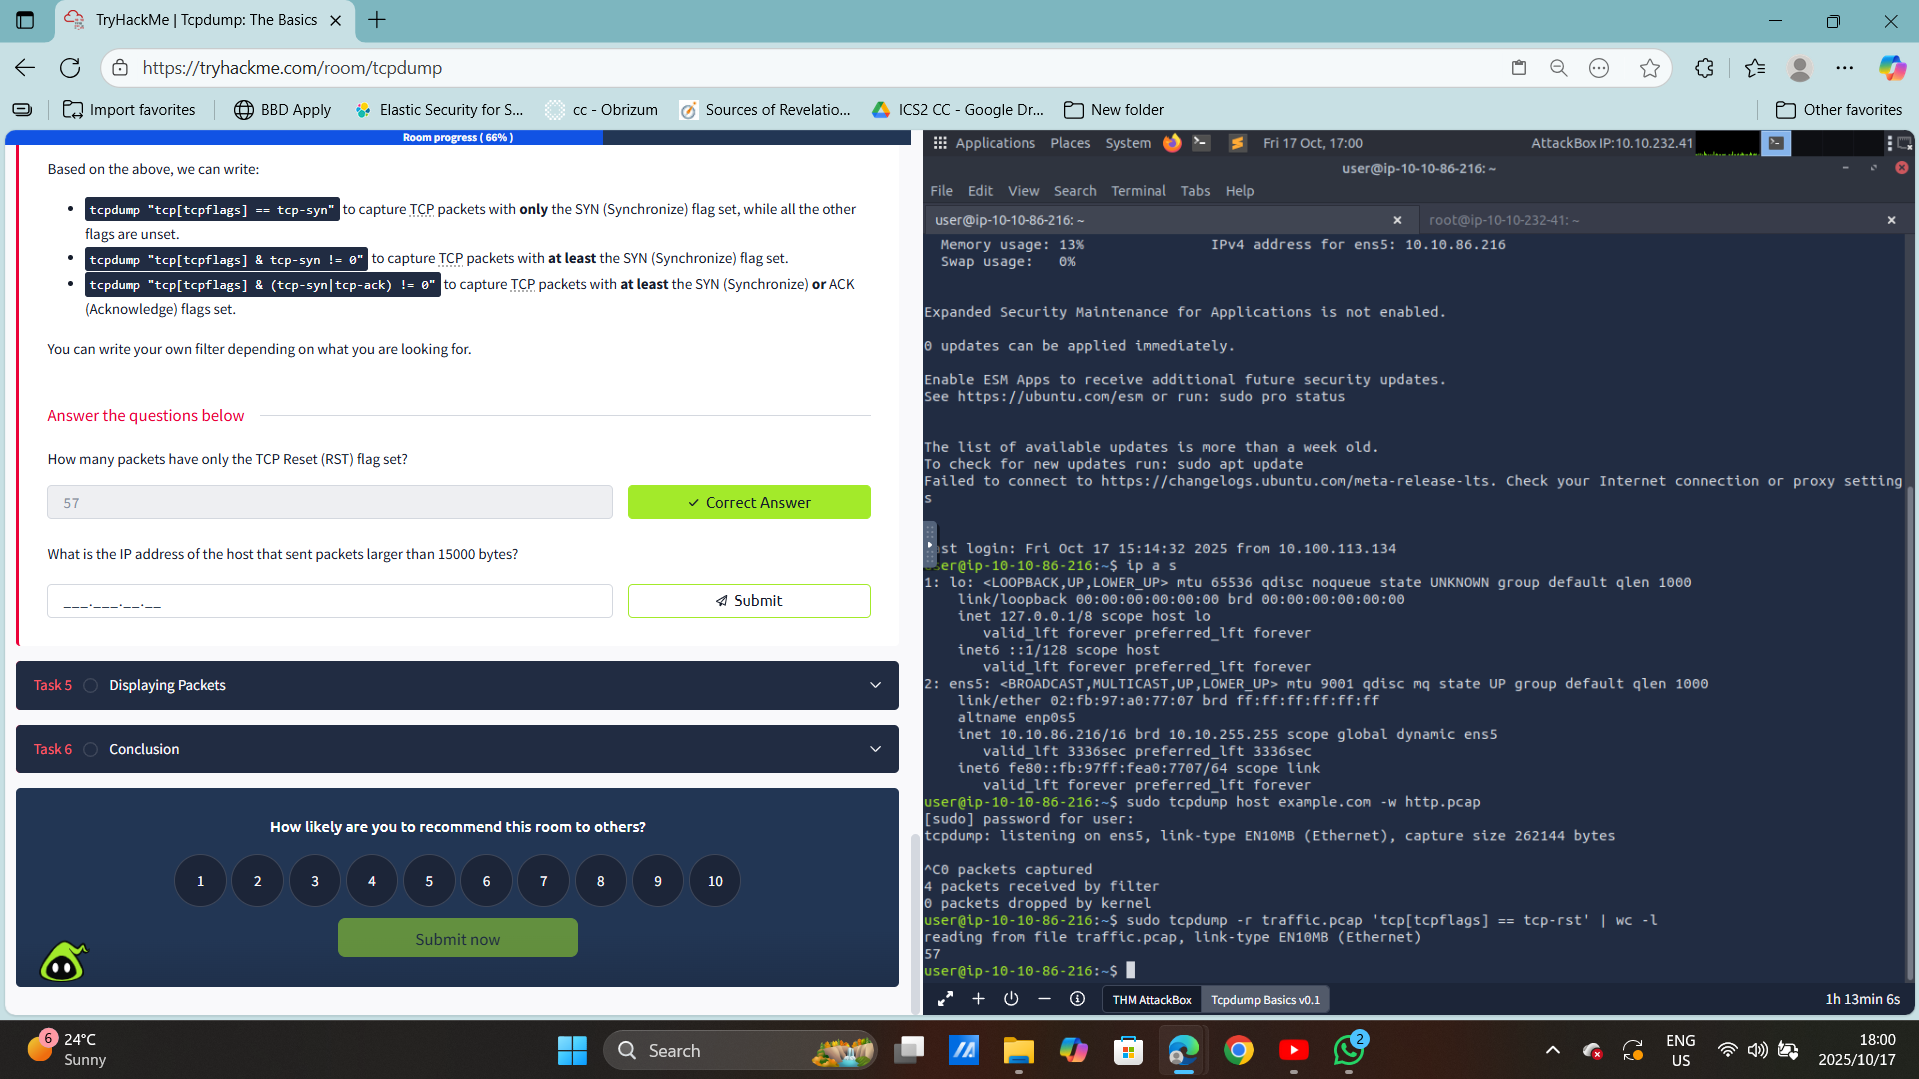 TryHackMe | Tcpdump: The Basics
https://tryhackme.com/room/tcpdump
Import favorites
BBD Apply
Elastic Security for S...
cc - Obrizum
Sources of Revelatio...
ICS2 CC - Google Dr...
New folder
Other favorites
Room progress ( 66% )
Based on the above, we can write:
• tcpdump "tcp[tcpflags] == tcp-syn" to capture TCP packets with only the SYN (Synchronize) flag set, while all the other
flags are unset.
• tcpdump "tcp[tcpflags] & tcp-syn != 0" to capture TCP packets with at least the SYN (Synchronize) flag set.
• tcpdump "tcp[tcpflags] & (tcp-syn|tcp-ack) != 0" to capture TCP packets with at least the SYN (Synchronize) or ACK
(Acknowledge) flags set.
You can write your own filter depending on what you are looking for.
Answer the questions below
How many packets have only the TCP Reset (RST) flag set?
57
Correct Answer
What is the IP address of the host that sent packets larger than 15000 bytes?
___.___.__.__
Submit
Task 5 Displaying Packets
Task 6 Conclusion
How likely are you to recommend this room to others?
1 2 3 4 5 6 7 8 9 10
Submit now
Applications Places System Fri 17 Oct, 17:00 AttackBox IP:10.10.232.41
user@ip-10-10-86-216: ~
File Edit View Search Terminal Tabs Help
user@ip-10-10-86-216: ~ root@ip-10-10-232-41: ~
Memory usage: 13% IPv4 address for ens5: 10.10.86.216
Swap usage: 0%
Expanded Security Maintenance for Applications is not enabled.
0 updates can be applied immediately.
Enable ESM Apps to receive additional future security updates.
See https://ubuntu.com/esm or run: sudo pro status
The list of available updates is more than a week old.
To check for new updates run: sudo apt update
Failed to connect to https://changelogs.ubuntu.com/meta-release-lts. Check your Internet connection or proxy setting
s
st login: Fri Oct 17 15:14:32 2025 from 10.100.113.134
er@ip-10-10-86-216:~$ ip a s
1: lo: <LOOPBACK,UP,LOWER_UP> mtu 65536 qdisc noqueue state UNKNOWN group default qlen 1000
link/loopback 00:00:00:00:00:00 brd 00:00:00:00:00:00
inet 127.0.0.1/8 scope host lo
valid_lft forever preferred_lft forever
inet6 ::1/128 scope host
valid_lft forever preferred_lft forever
2: ens5: <BROADCAST,MULTICAST,UP,LOWER_UP> mtu 9001 qdisc mq state UP group default qlen 1000
link/ether 02:fb:97:a0:77:07 brd ff:ff:ff:ff:ff:ff
altname enp0s5
inet 10.10.86.216/16 brd 10.10.255.255 scope global dynamic ens5
valid_lft 3336sec preferred_lft 3336sec
inet6 fe80::fb:97ff:fea0:7707/64 scope link
valid_lft forever preferred_lft forever
user@ip-10-10-86-216:~$ sudo tcpdump host example.com -w http.pcap
[sudo] password for user:
tcpdump: listening on ens5, link-type EN10MB (Ethernet), capture size 262144 bytes
^C0 packets captured
4 packets received by filter
0 packets dropped by kernel
user@ip-10-10-86-216:~$ sudo tcpdump -r traffic.pcap 'tcp[tcpflags] == tcp-rst' | wc -l
reading from file traffic.pcap, link-type EN10MB (Ethernet)
57
user@ip-10-10-86-216:~$
THM AttackBox Tcpdump Basics v0.1 1h 13min 6s
6
24°C
Sunny
Search
2
ENG
US
18:00
2025/10/17